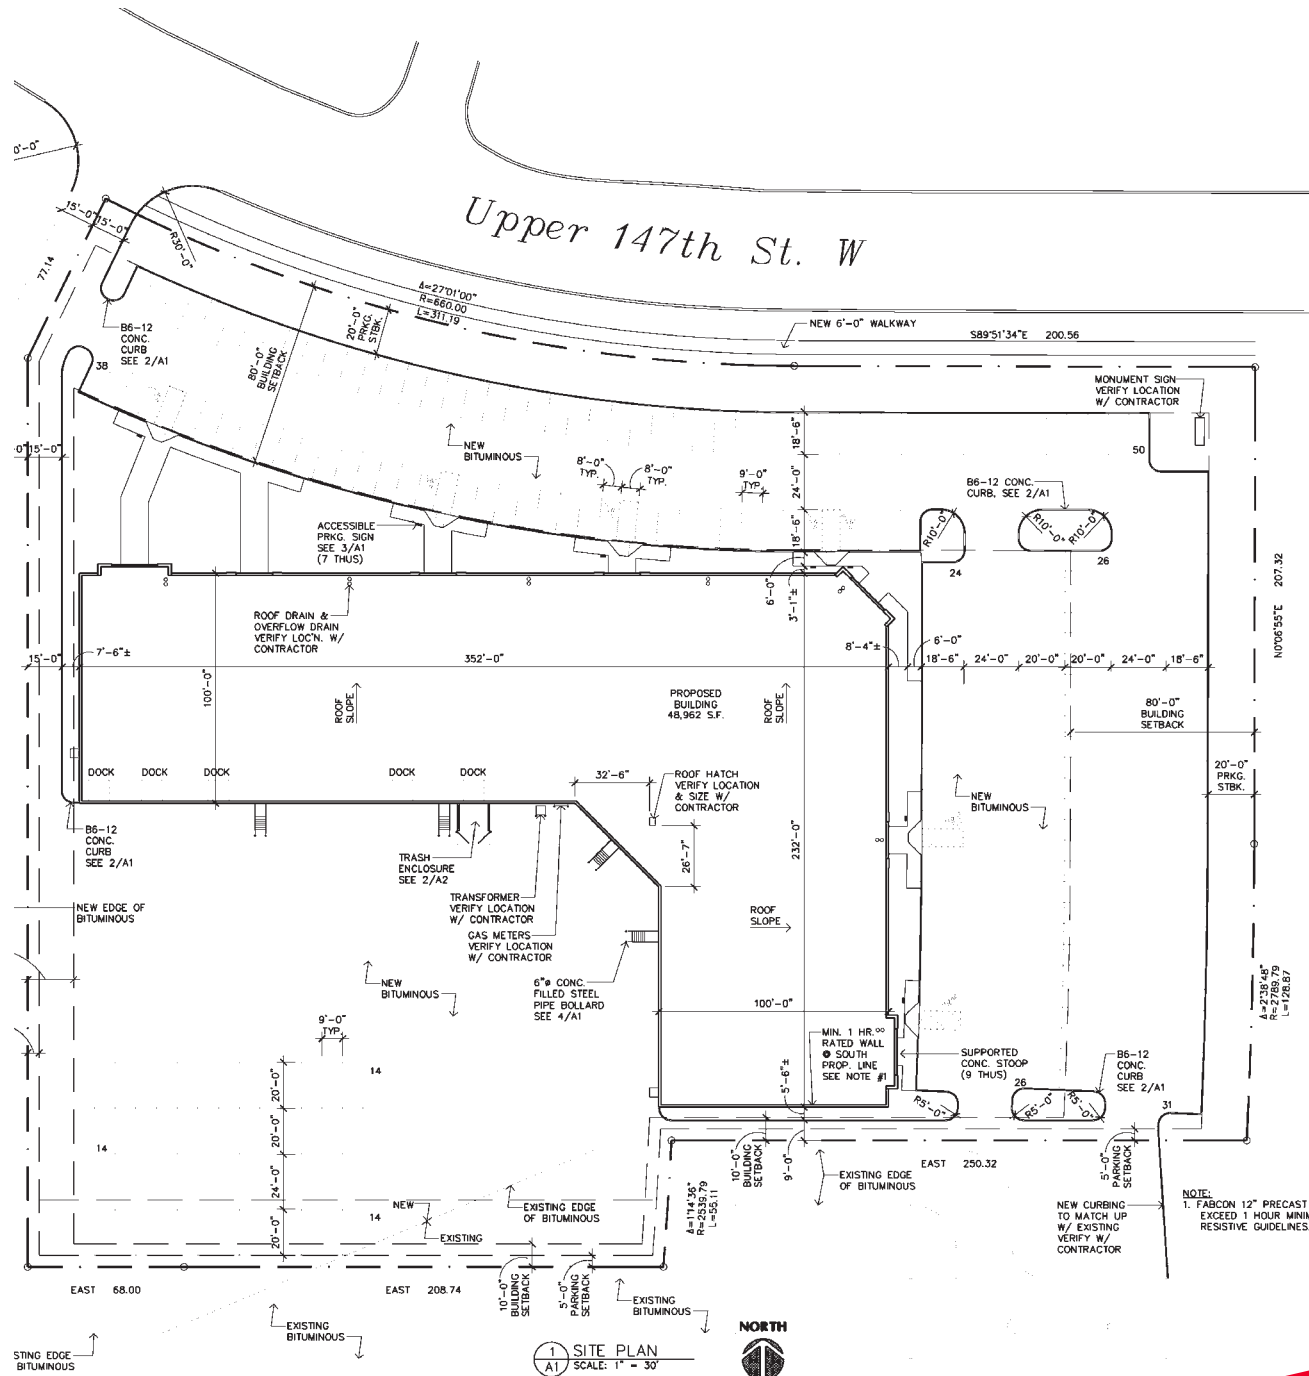 Upper 147th St. W
0'-0"
15'-0"
15'-0"
R30'-0"
77.14
Δ=27°01'00"
R=660.00
L=311.19
20'-0"
PRKG.
STBK.
80'-0"
BUILDING
SETBACK
NEW 6'-0" WALKWAY
S89°51'34"E 200.56
B6-12
CONC.
CURB
SEE 2/A1
38
MONUMENT SIGN
VERIFY LOCATION
W/ CONTRACTOR
50
0"
15'-0"
NEW
BITUMINOUS
8'-0"
TYP.
8'-0"
TYP.
9'-0"
TYP.
18'-6"
24'-0"
18'-6"
B6-12 CONC.
CURB, SEE 2/A1
R10'-0"
R10'-0"
R10'-0"
24
26
ACCESSIBLE
PRKG. SIGN
SEE 3/A1
(7 THUS)
6'-0"
3'-1"±
N0°06'55"E 207.32
ROOF DRAIN &
OVERFLOW DRAIN
VERIFY LOC'N. W/
CONTRACTOR
15'-0"
7'-6"±
352'-0"
8'-4"±
6'-0"
18'-6"
24'-0"
20'-0"
20'-0"
24'-0"
18'-6"
100'-0"
ROOF
SLOPE
PROPOSED
BUILDING
48,962 S.F.
ROOF
SLOPE
80'-0"
BUILDING
SETBACK
DOCK
DOCK
DOCK
DOCK
DOCK
32'-6"
ROOF HATCH
VERIFY LOCATION
& SIZE W/
CONTRACTOR
20'-0"
PRKG.
STBK.
NEW
BITUMINOUS
B6-12
CONC.
CURB
SEE 2/A1
TRASH
ENCLOSURE
SEE 2/A2
26'-7"
232'-0"
TRANSFORMER
VERIFY LOCATION
W/ CONTRACTOR
NEW EDGE OF
BITUMINOUS
GAS METERS
VERIFY LOCATION
W/ CONTRACTOR
ROOF
SLOPE
NEW
BITUMINOUS
6"ø CONC.
FILLED STEEL
PIPE BOLLARD
SEE 4/A1
100'-0"
Δ=2°38'48"
R=2789.79
L=128.87
9'-0"
TYP.
MIN. 1 HR.
RATED WALL
@ SOUTH
PROP. LINE
SEE NOTE #1
SUPPORTED
CONC. STOOP
(9 THUS)
B6-12
CONC.
CURB
SEE 2/A1
14
20'-0"
5'-6"±
26
R5'-0"
R5'-0"
R5'-0"
31
14
20'-0"
10'-0"
BUILDING
SETBACK
9'-0"
EXISTING EDGE
OF BITUMINOUS
EAST 250.32
5'-0"
PARKING
SETBACK
24'-0"
Δ=1°14'36"
R=2539.79
L=55.11
14
NEW
EXISTING
EXISTING EDGE
OF BITUMINOUS
20'-0"
NEW CURBING
TO MATCH UP
W/ EXISTING
VERIFY W/
CONTRACTOR
NOTE:
1. FABCON 12" PRECAST
EXCEED 1 HOUR MINIM
RESISTIVE GUIDELINES
EAST 68.00
EAST 208.74
10'-0"
BUILDING
SETBACK
5'-0"
PARKING
SETBACK
EXISTING
BITUMINOUS
EXISTING
BITUMINOUS
STING EDGE
BITUMINOUS
1
A1
SITE PLAN
SCALE: 1" = 30'
NORTH